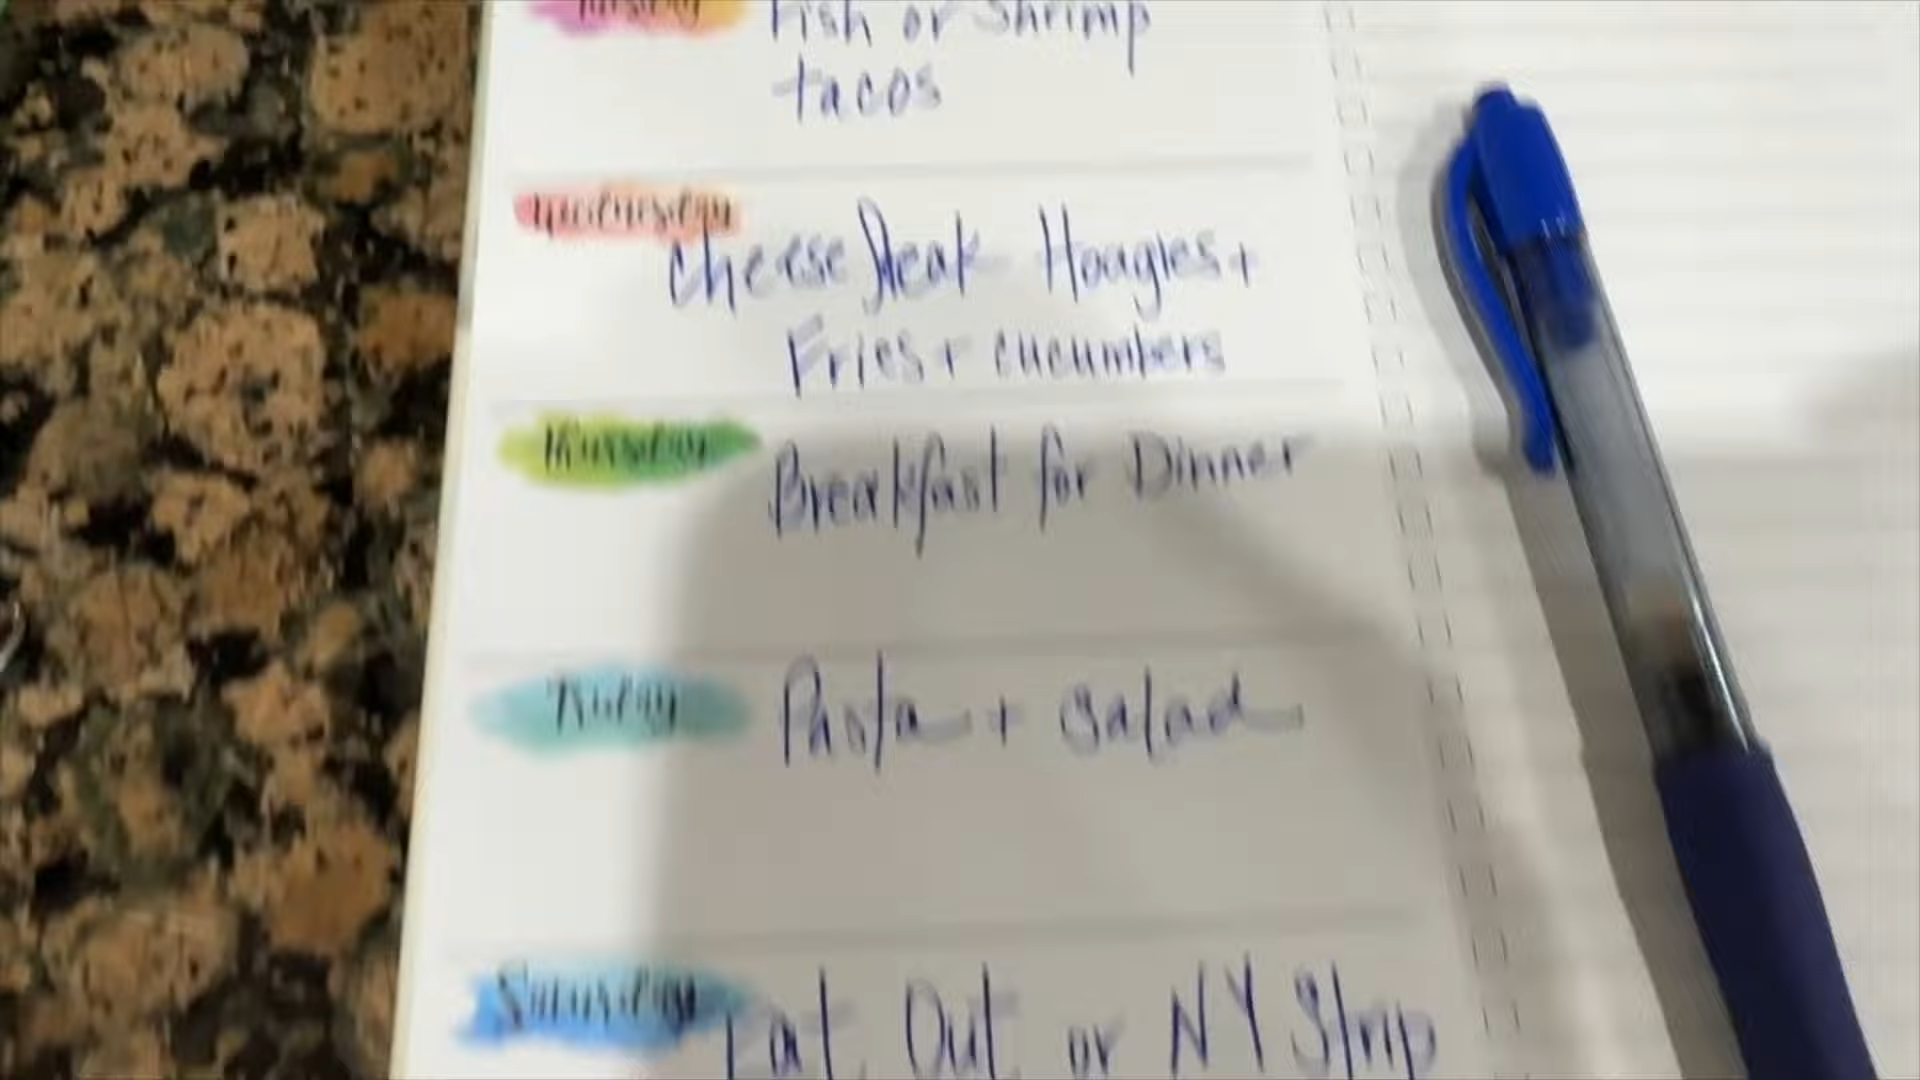 Tuesday
Fish or Shrimp
tacos
Wednesday
Cheese Steak Hoagies +
Fries + cucumbers
Thursday
Breakfast for Dinner
Friday
Pasta + Salad
Saturday
Eat Out or NY Strip